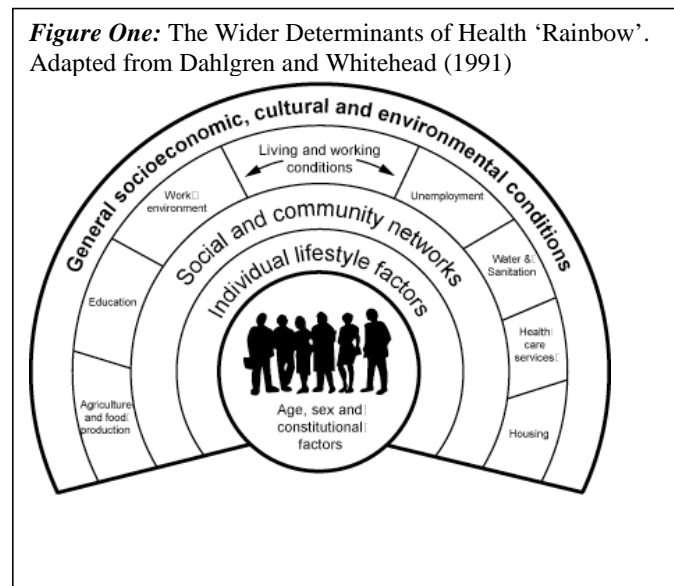 Figure One: The Wider Determinants of Health ‘Rainbow’.
Adapted from Dahlgren and Whitehead (1991)
General socioeconomic, cultural and environmental conditions
Living and working
conditions
Work
environment
Unemployment
Education
Water &
Sanitation
Agriculture
and food
production
Health
care
services
Housing
Social and community networks
Individual lifestyle factors
Age, sex and
constitutional
factors